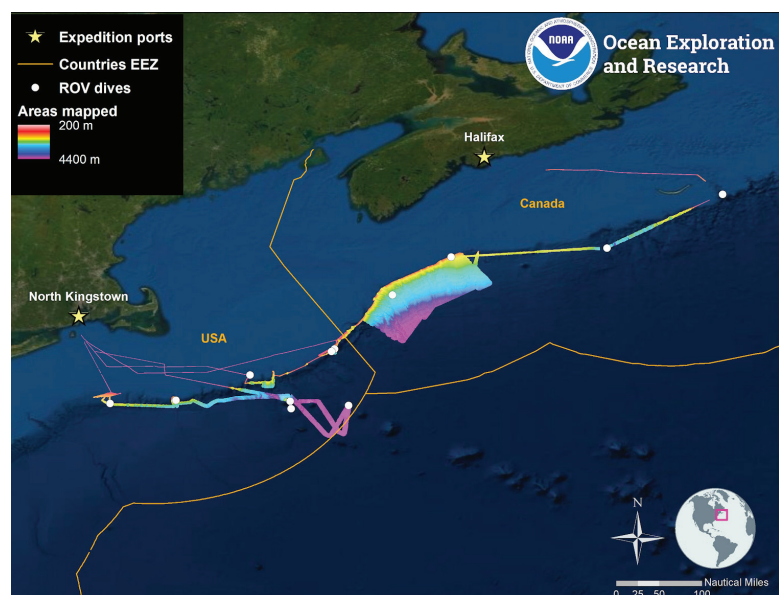 Expedition ports
Countries EEZ
ROV dives
Areas mapped
200 m
4400 m
NOAA
Ocean Exploration
and Research
Halifax
Canada
North Kingstown
USA
N
Nautical Miles
0 25 50 100